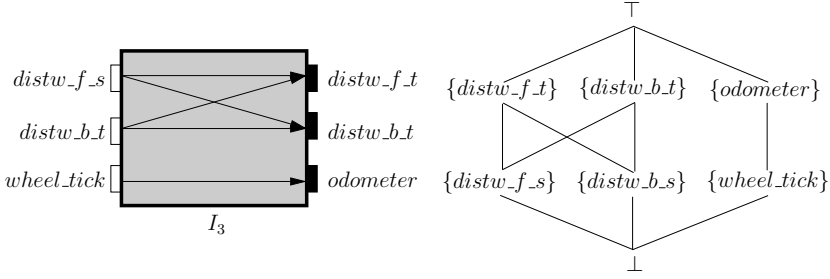 distw_f_s
distw_b_t
wheel_tick
distw_f_t
distw_b_t
odometer
I₃
⊤
{distw_f_t} {distw_b_t} {odometer}
{distw_f_s} {distw_b_s} {wheel_tick}
⊥